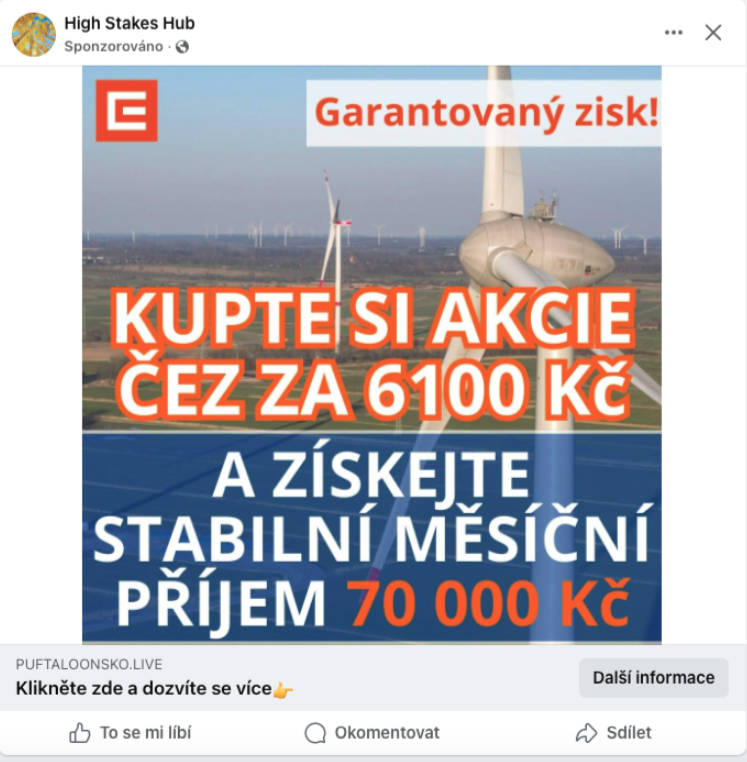 High Stakes Hub
Sponzorováno ·
Garantovaný zisk!
KUPTE SI AKCIE
ČEZ ZA 6100 Kč
A ZÍSKEJTE
STABILNÍ MĚSÍČNÍ
PŘÍJEM 70 000 Kč
PUFTALOONSKO.LIVE
Klikněte zde a dozvíte se více👉
Další informace
To se mi líbí
Okomentovat
Sdílet